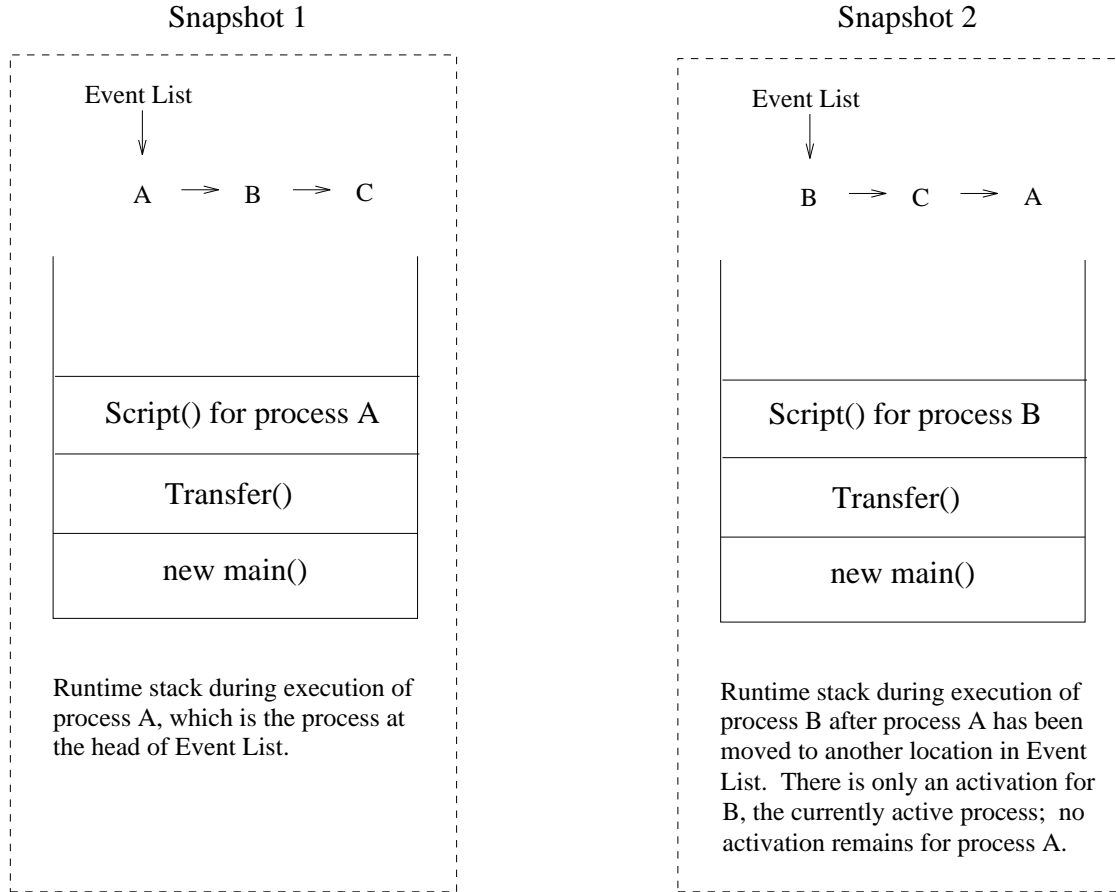 Snapshot 1
Event List
A B C
Script() for process A
Transfer()
new main()
Runtime stack during execution of
process A, which is the process at
the head of Event List.
Snapshot 2
Event List
B C A
Script() for process B
Transfer()
new main()
Runtime stack during execution of
process B after process A has been
moved to another location in Event
List. There is only an activation for
B, the currently active process; no
activation remains for process A.